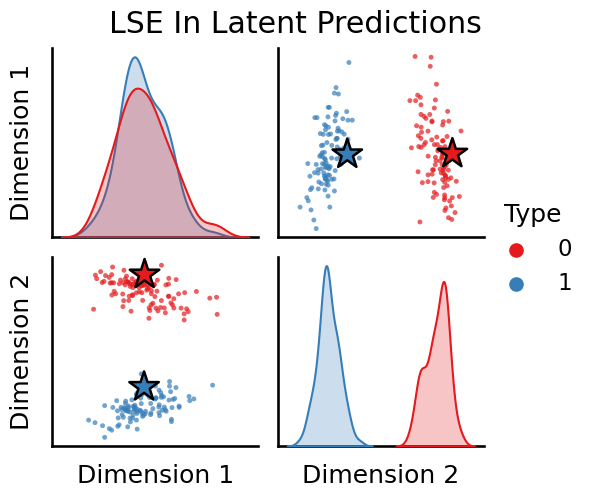 LSE In Latent Predictions
Dimension 1
Dimension 2
Dimension 1
Dimension 2
Type
0
1